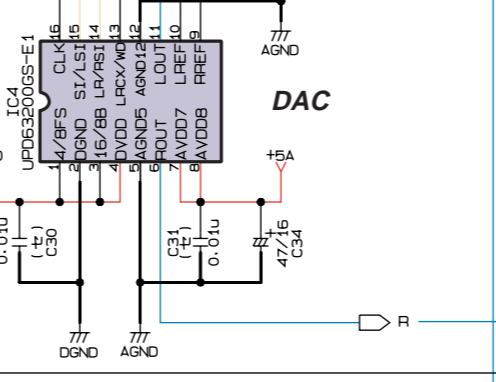 16 15 14 13 12 11 10 9
CLK
SI/LSI
LR/RSI
LRCX/WD
AGND12
LOUT
LREF
RREF
AGND
IC4
UPD63200GS-E1
DAC
4/8FS
DGND
16/8B
DVDD
AGND5
ROUT
AVDD7
AVDD8
1 2 3 4 5 6 7 8
+5A
0.01u
(セ)
C30
C31
(セ)
0.01u
+
47/16
C34
R
DGND
AGND